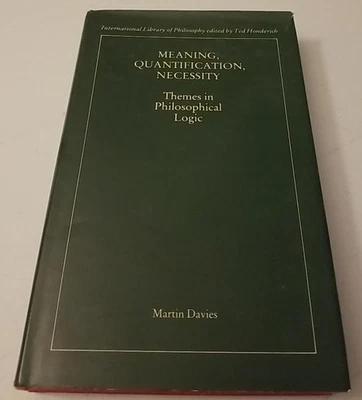 International Library of Philosophy edited by Ted Honderich
MEANING,
QUANTIFICATION,
NECESSITY
Themes in
Philosophical
Logic
Martin Davies